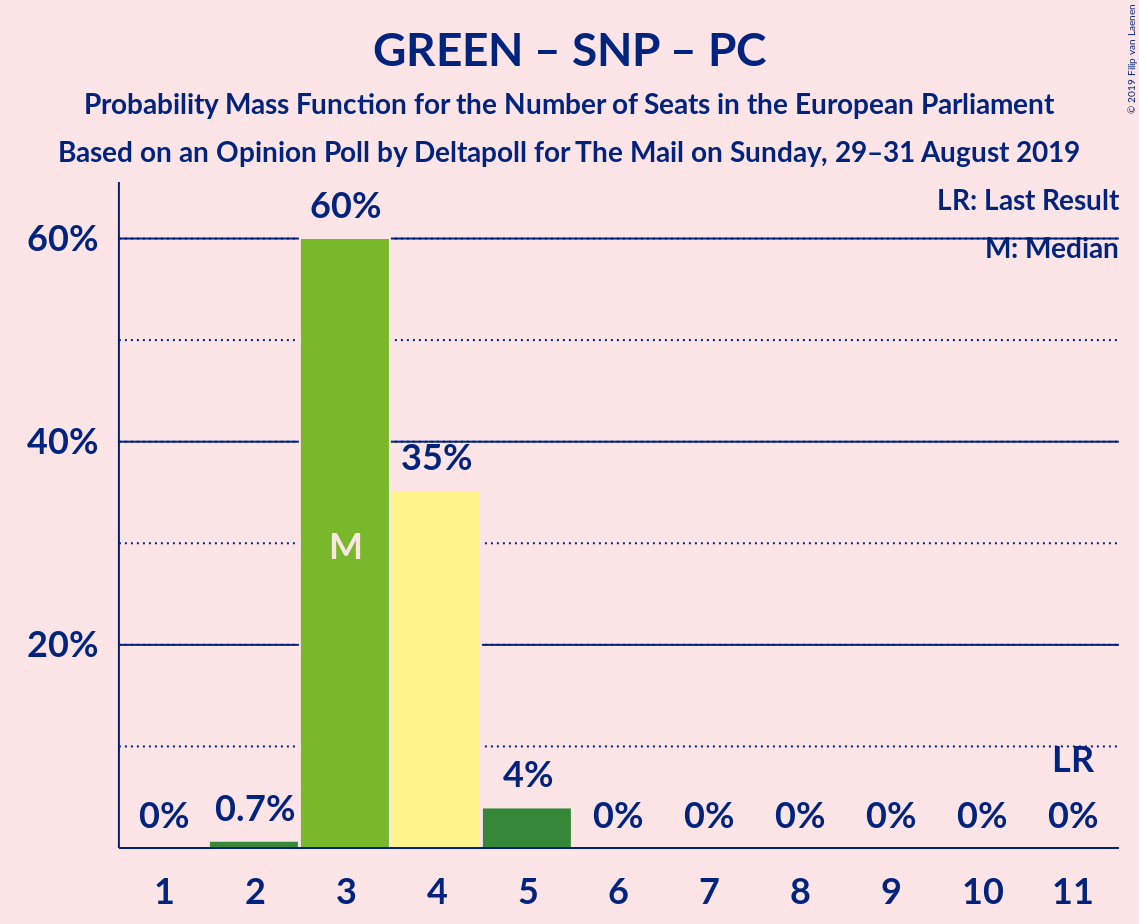 GREEN – SNP – PC
Probability Mass Function for the Number of Seats in the European Parliament
Based on an Opinion Poll by Deltapoll for The Mail on Sunday, 29–31 August 2019
© 2019 Filip van Laenen
LR: Last Result
M: Median
60%
40%
20%
0%
0.7%
60%
M
35%
4%
0%
0%
0%
0%
0%
LR
0%
1 2 3 4 5 6 7 8 9 10 11